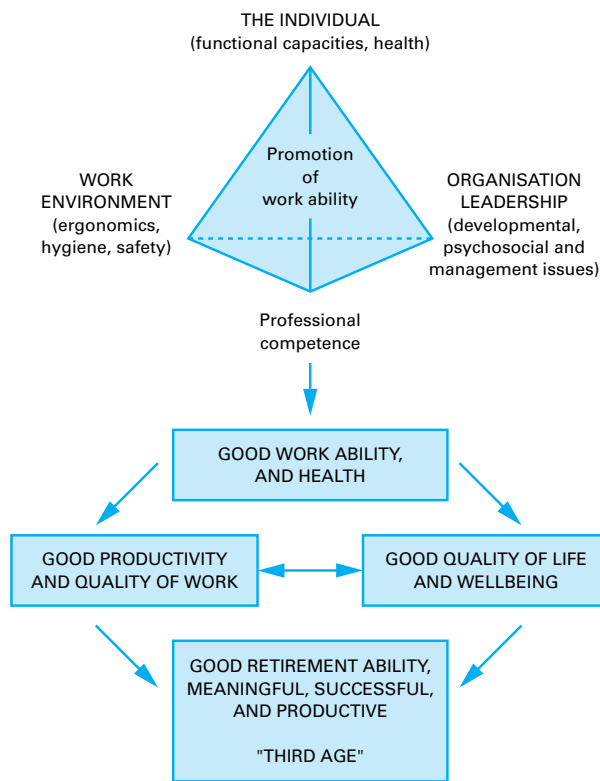 THE INDIVIDUAL
(functional capacities, health)
Promotion
of
work ability
WORK
ENVIRONMENT
(ergonomics,
hygiene, safety)
ORGANISATION
LEADERSHIP
(developmental,
psychosocial and
management issues)
Professional
competence
GOOD WORK ABILITY,
AND HEALTH
GOOD PRODUCTIVITY
AND QUALITY OF WORK
GOOD QUALITY OF LIFE
AND WELLBEING
GOOD RETIREMENT ABILITY,
MEANINGFUL, SUCCESSFUL,
AND PRODUCTIVE
"THIRD AGE"